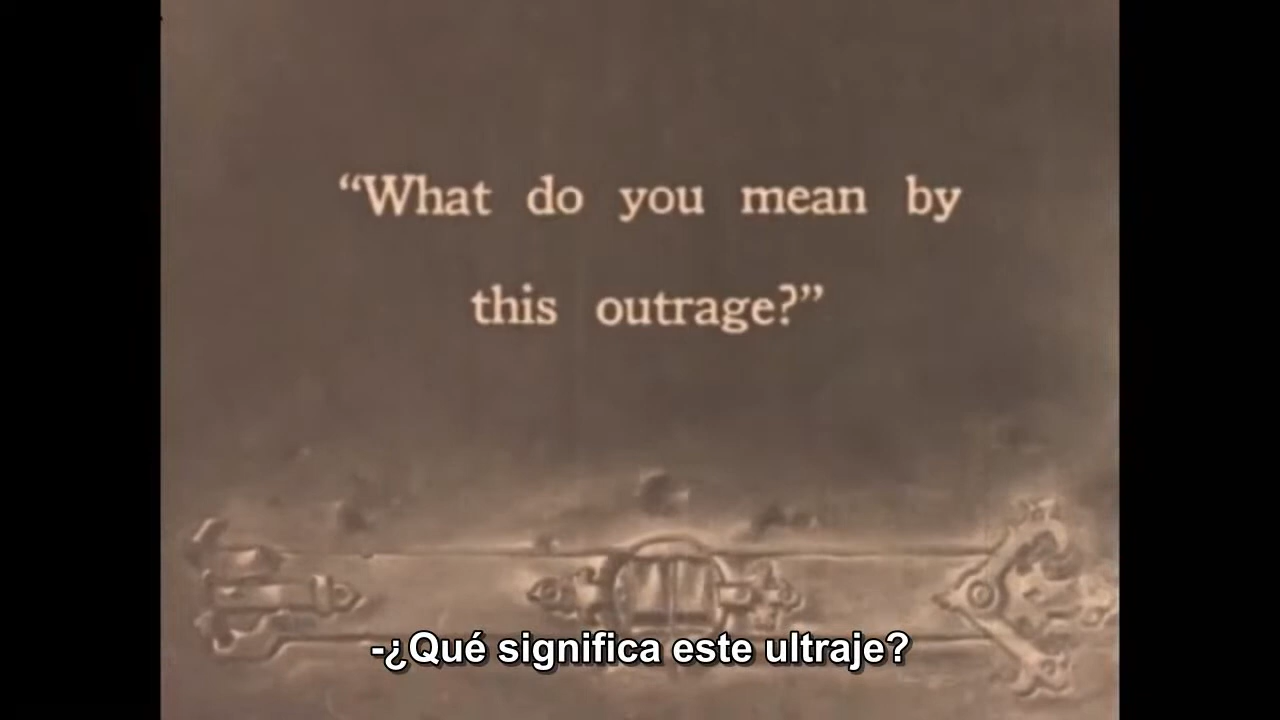 “What do you mean by
this outrage?”
-¿Qué significa este ultraje?